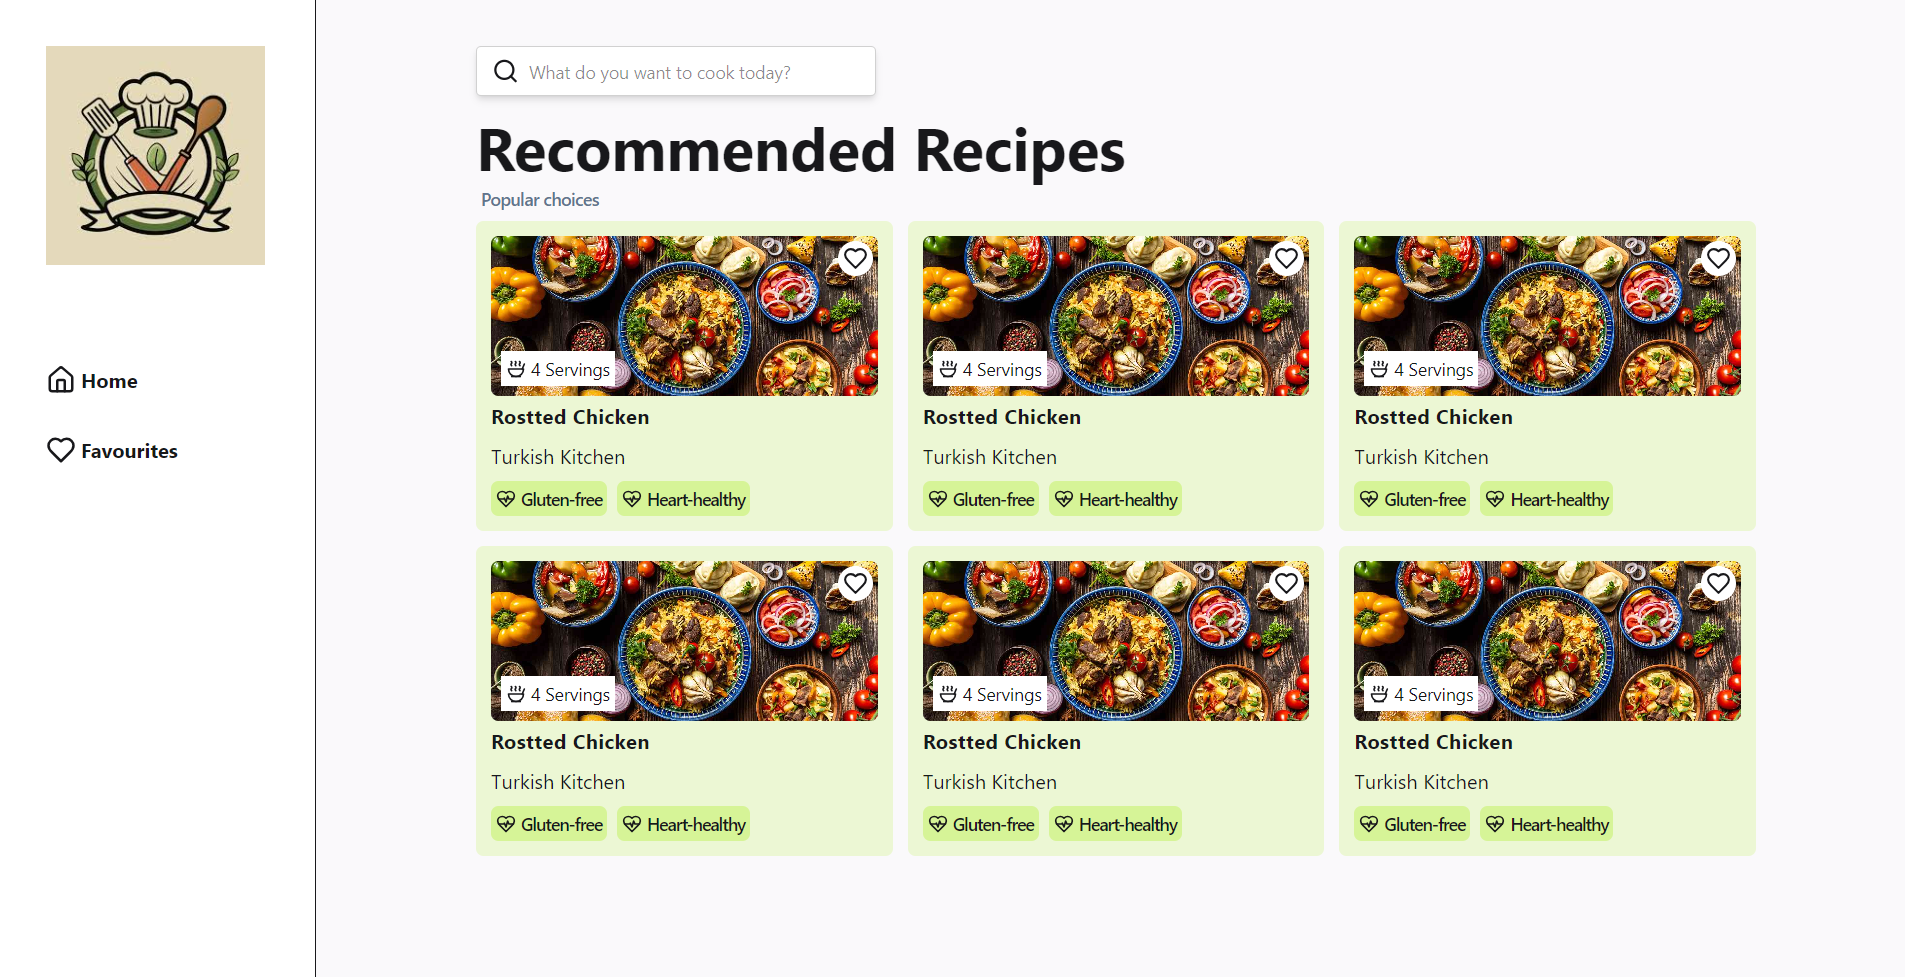 What do you want to cook today?
Recommended Recipes
Popular choices
Home
Favourites
4 Servings
4 Servings
4 Servings
Rostted Chicken
Rostted Chicken
Rostted Chicken
Turkish Kitchen
Turkish Kitchen
Turkish Kitchen
Gluten-free Heart-healthy
Gluten-free Heart-healthy
Gluten-free Heart-healthy
4 Servings
4 Servings
4 Servings
Rostted Chicken
Rostted Chicken
Rostted Chicken
Turkish Kitchen
Turkish Kitchen
Turkish Kitchen
Gluten-free Heart-healthy
Gluten-free Heart-healthy
Gluten-free Heart-healthy